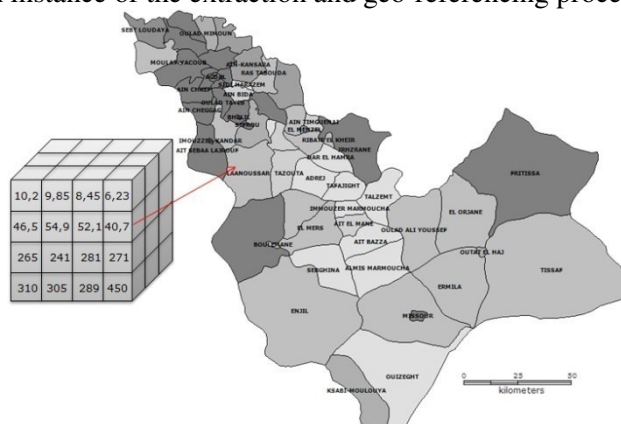 instance of the extraction and geo-referencing proce
SEBT LOUDAYA
OULAD MIMOUN
MOULAY-YACOUB
AIN-KANSARA
RAS TABOUDA
SIDI HARAZEM
AIN CHKEF
AIN BIDA
OULAD TAYEB
AIN CHEGGAG
BHALIL
SEFROU
AIN TIMGUENAI
EL MENZEL
RIBATE EL KHEIR
IMOUZZER KANDAR
IRHZRANE
AIT SEBAA LAJROUF
DAR EL HAMRA
FRITISSA
LAANOUSSAR
TAZOUTA
ADREJ
TAFAJIGHT
TALZEMT
10,2 9,85 8,45 6,23
46,5 54,9 52,1 40,7
265 241 281 271
310 305 289 450
IMMOUZER MARMOUCHA
EL ORJANE
EL MERS
AIT EL MANE
OULAD ALI YOUSSEF
BOULEMANE
AIT BAZZA
OUTAT EL HAJ
SERGHINA
ALMIS MARMOUCHA
TISSAF
ERMILA
ENJIL
MISSOUR
OUIZEGHT
KSABI-MOULOUYA
0 25 50
kilometers